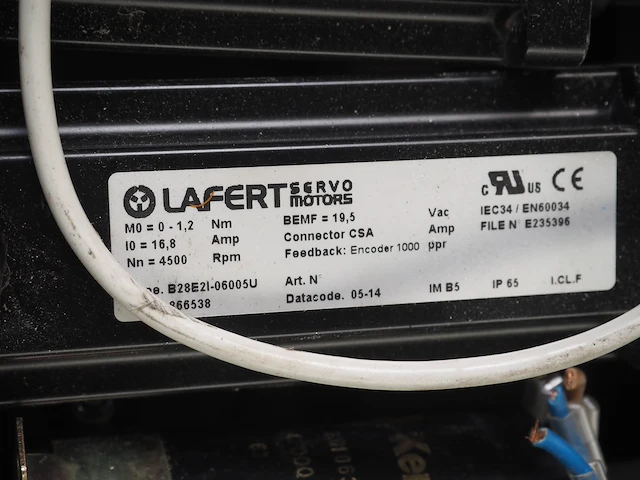 LAFERT SERVO MOTORS
c RU US CE
M0 = 0 - 1,2 Nm BEMF = 19,5 Vac IEC34 / EN60034
I0 = 16,8 Amp Connector CSA Amp FILE N° E235396
Nn = 4500 Rpm Feedback: Encoder 1000 ppr
B28E2I-06005U Art. N°
866538 Datacode. 05-14 IM B5 IP 65 I.CL.F